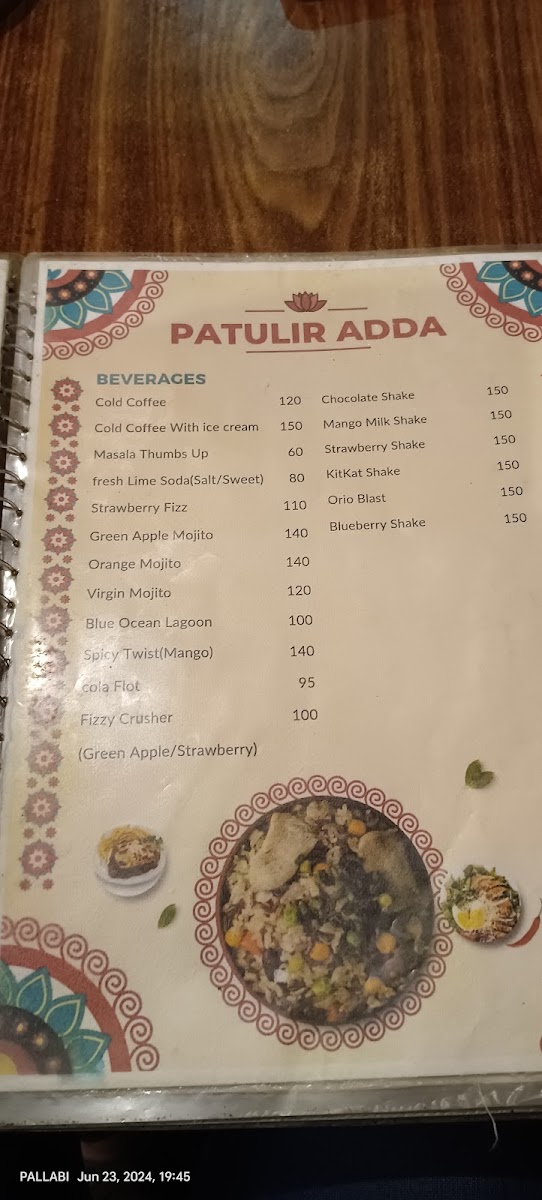 PATULIR ADDA
BEVERAGES
Cold Coffee 120
Cold Coffee With ice cream 150
Masala Thumbs Up 60
fresh Lime Soda(Salt/Sweet) 80
Strawberry Fizz 110
Green Apple Mojito 140
Orange Mojito 140
Virgin Mojito 120
Blue Ocean Lagoon 100
Spicy Twist(Mango) 140
cola Flot 95
Fizzy Crusher 100
(Green Apple/Strawberry)
Chocolate Shake 150
Mango Milk Shake 150
Strawberry Shake 150
KitKat Shake 150
Orio Blast 150
Blueberry Shake 150
PALLABI Jun 23, 2024, 19:45